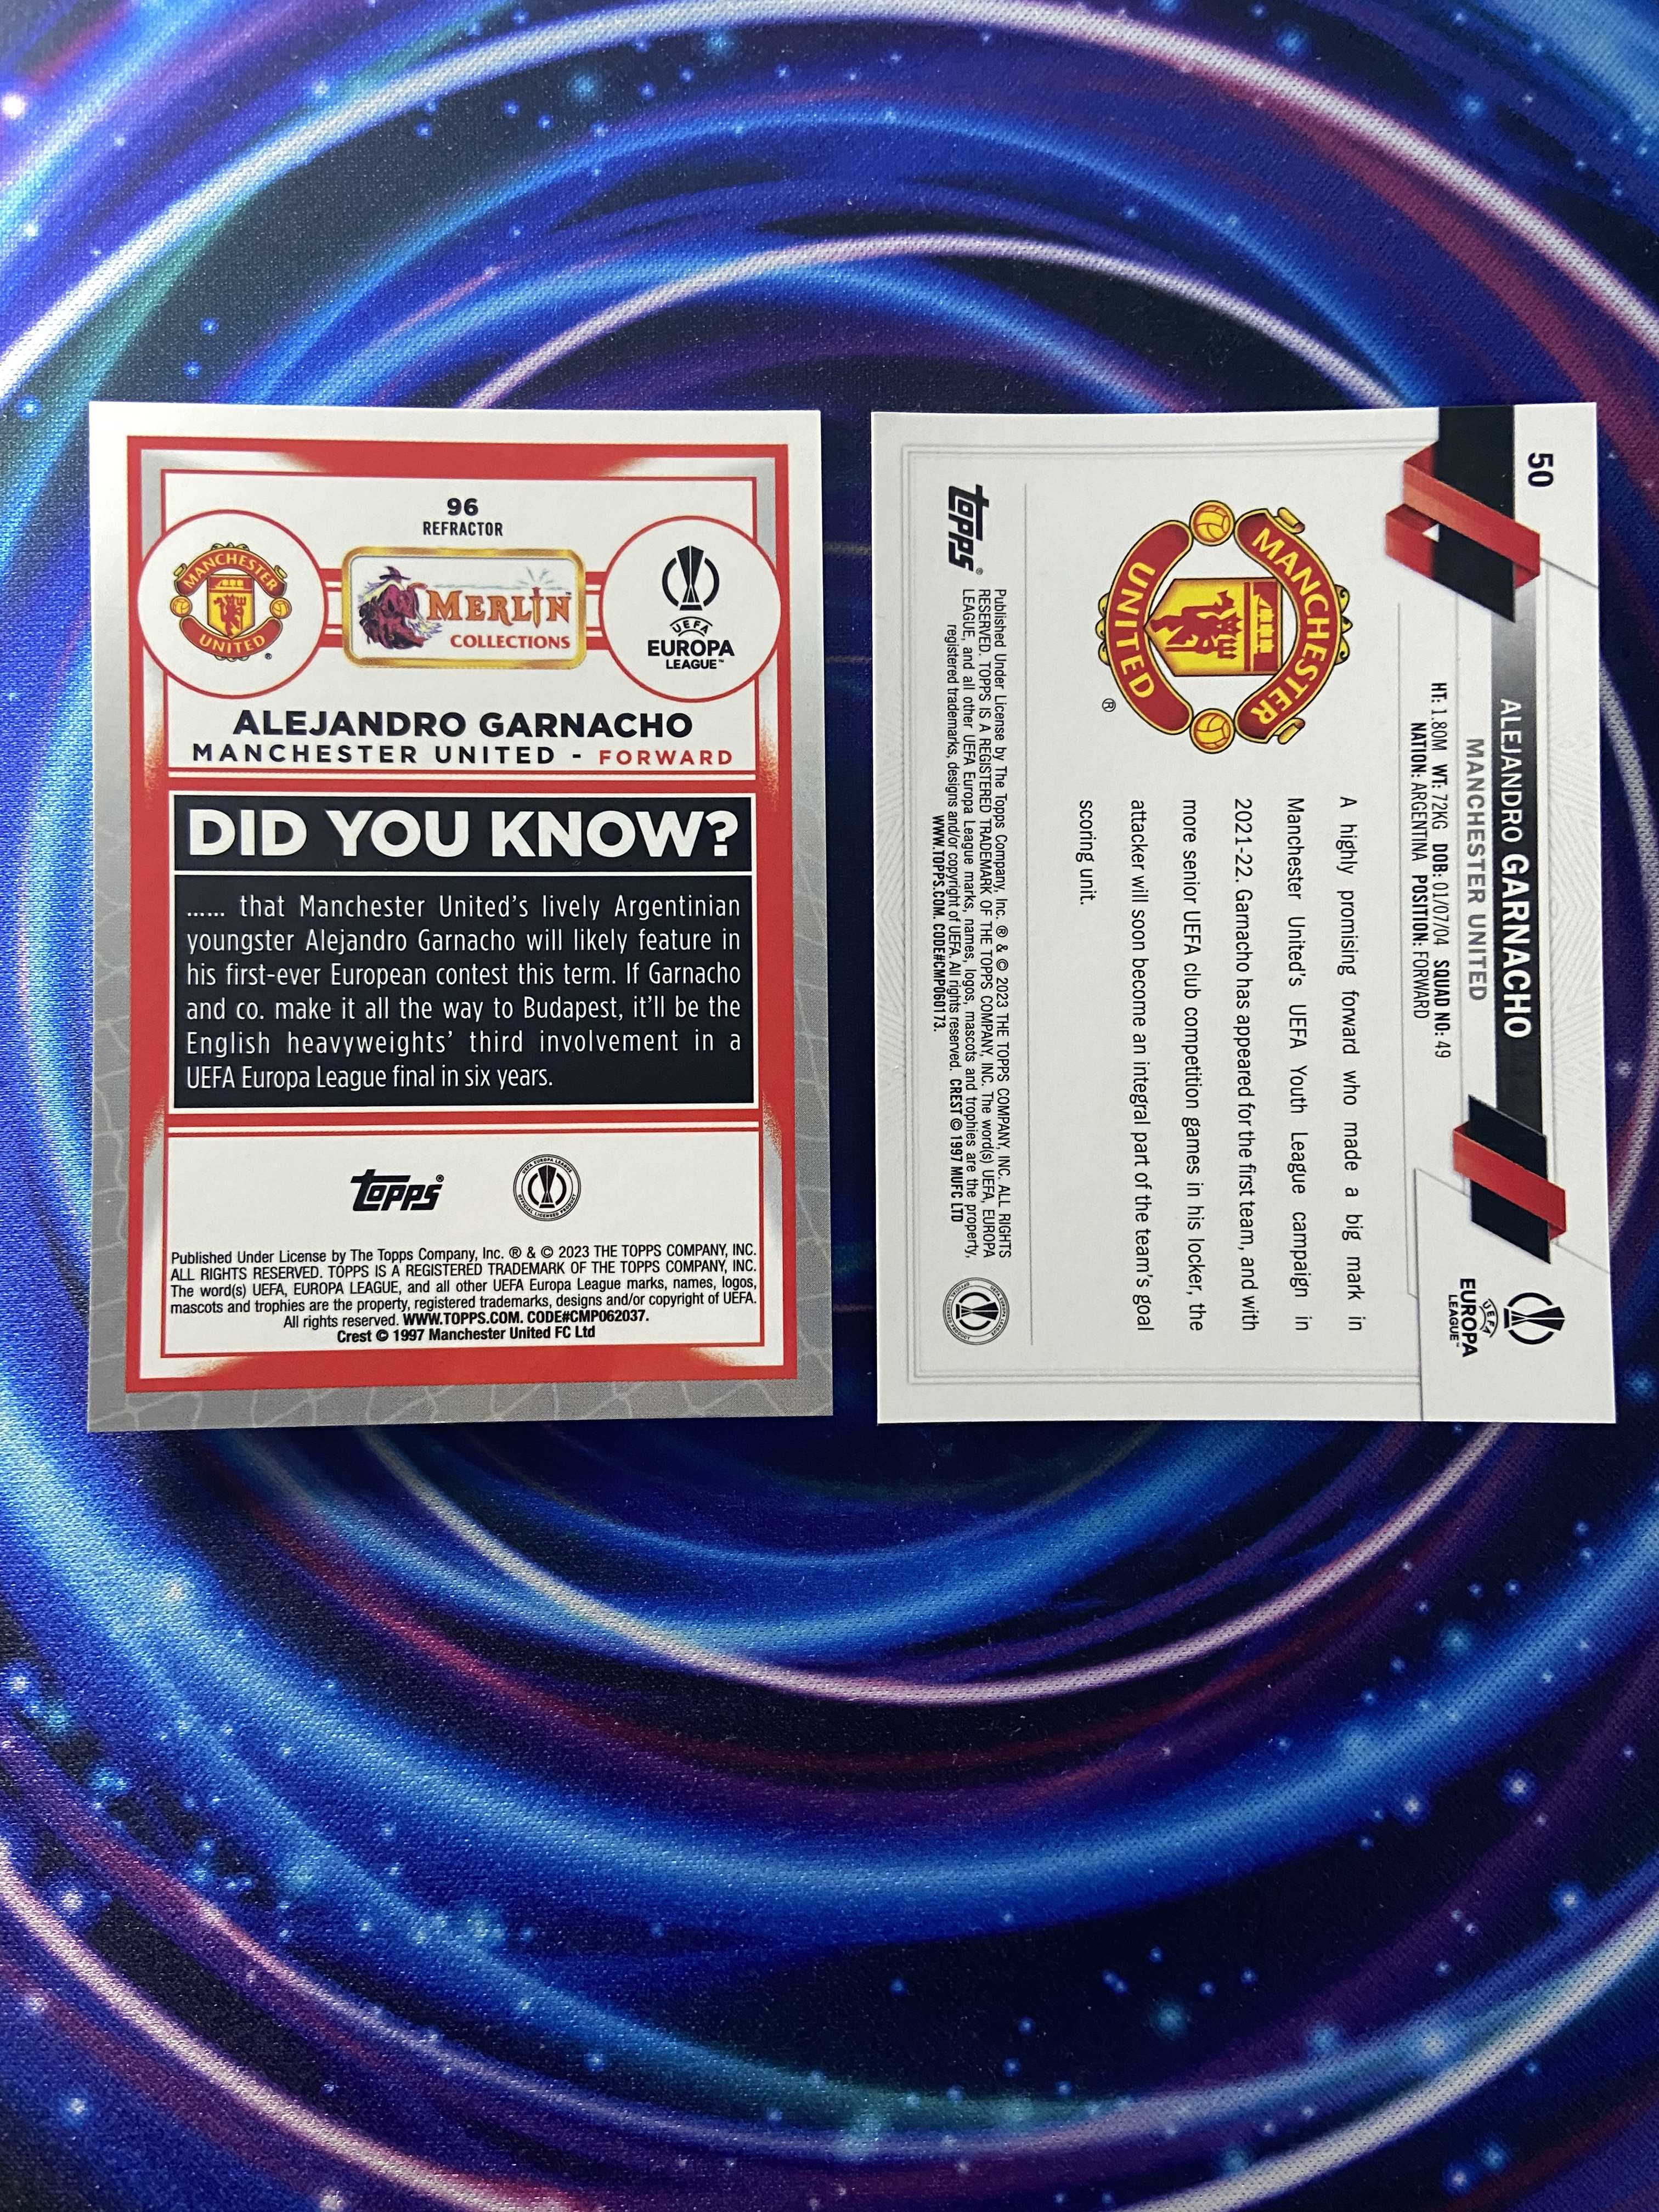 96
REFRACTOR
MANCHESTER
UNITED
®
MERLIN
COLLECTIONS
UEFA
EUROPA
LEAGUE™
ALEJANDRO GARNACHO
MANCHESTER UNITED - FORWARD
DID YOU KNOW?
...... that Manchester United's lively Argentinian
youngster Alejandro Garnacho will likely feature in
his first-ever European contest this term. If Garnacho
and co. make it all the way to Budapest, it'll be the
English heavyweights' third involvement in a
UEFA Europa League final in six years.
topps®
Published Under License by The Topps Company, Inc. ® & © 2023 THE TOPPS COMPANY, INC.
ALL RIGHTS RESERVED. TOPPS IS A REGISTERED TRADEMARK OF THE TOPPS COMPANY, INC.
The word(s) UEFA, EUROPA LEAGUE, and all other UEFA Europa League marks, names, logos,
mascots and trophies are the property, registered trademarks, designs and/or copyright of UEFA.
All rights reserved. WWW.TOPPS.COM. CODE#CMP062037.
Crest © 1997 Manchester United FC Ltd
50
ALEJANDRO GARNACHO
MANCHESTER UNITED
HT: 1.80M WT: 72KG DOB: 01/07/04 SQUAD NO: 49
NATION: ARGENTINA POSITION: FORWARD
UEFA
EUROPA
LEAGUE™
MANCHESTER
UNITED
®
A highly promising forward who made a big mark in
Manchester United's UEFA Youth League campaign in
2021-22. Garnacho has appeared for the first team, and with
more senior UEFA club competition games in his locker, the
attacker will soon become an integral part of the team's goal
scoring unit.
topps®
Published Under License by The Topps Company, Inc. ® & © 2023 THE TOPPS COMPANY, INC. ALL RIGHTS
RESERVED. TOPPS IS A REGISTERED TRADEMARK OF THE TOPPS COMPANY, INC. The word(s) UEFA, EUROPA
LEAGUE, and all other UEFA Europa League marks, names, logos, mascots and trophies are the property,
registered trademarks, designs and/or copyright of UEFA. All rights reserved. CREST © 1997 MUFC LTD
WWW.TOPPS.COM. CODE#CMP060173.